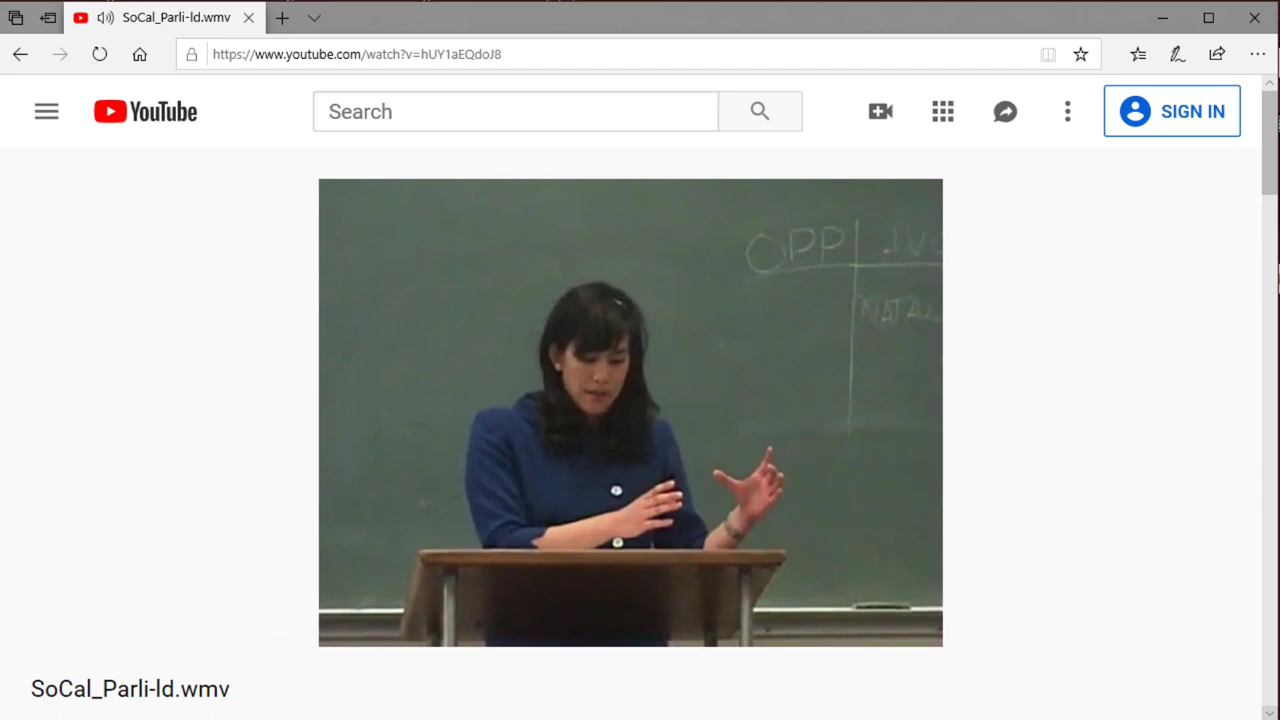 SoCal_Parli-ld.wmv
https://www.youtube.com/watch?v=hUY1aEQdoJ8
YouTube
Search
SIGN IN
OPP
SoCal_Parli-ld.wmv